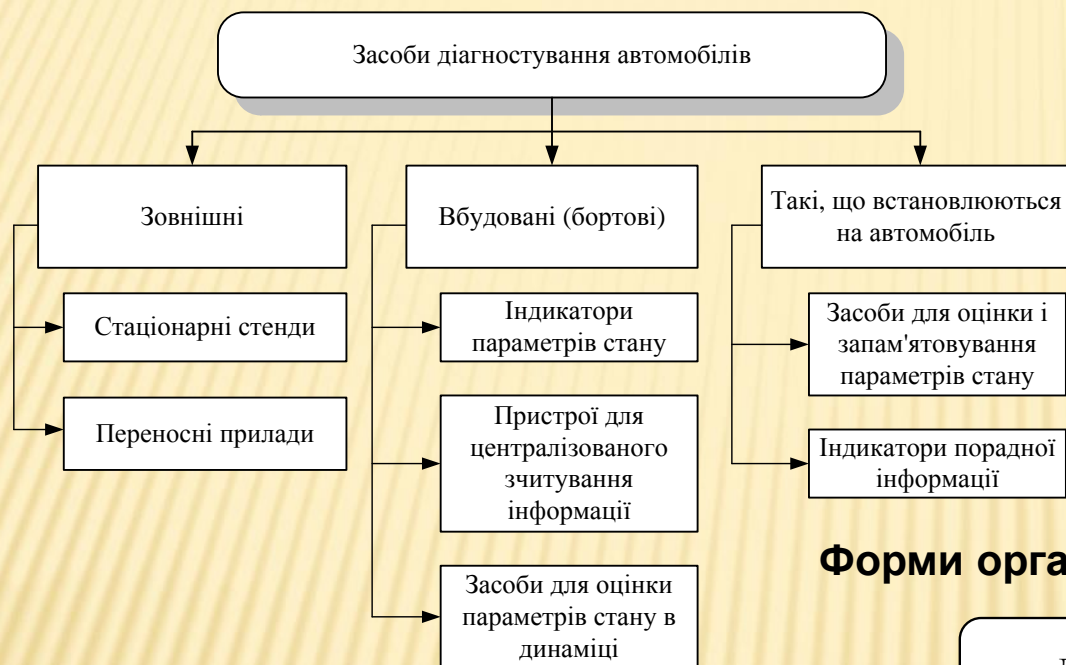 Засоби діагностування автомобілів
Зовнішні
Стаціонарні стенди
Переносні прилади
Вбудовані (бортові)
Індикатори
параметрів стану
Пристрої для
централізованого
зчитування
інформації
Засоби для оцінки
параметрів стану в
динаміці
Такі, що встановлюються
на автомобіль
Засоби для оцінки і
запам'ятовування
параметрів стану
Індикатори порадної
інформації
Форми орга